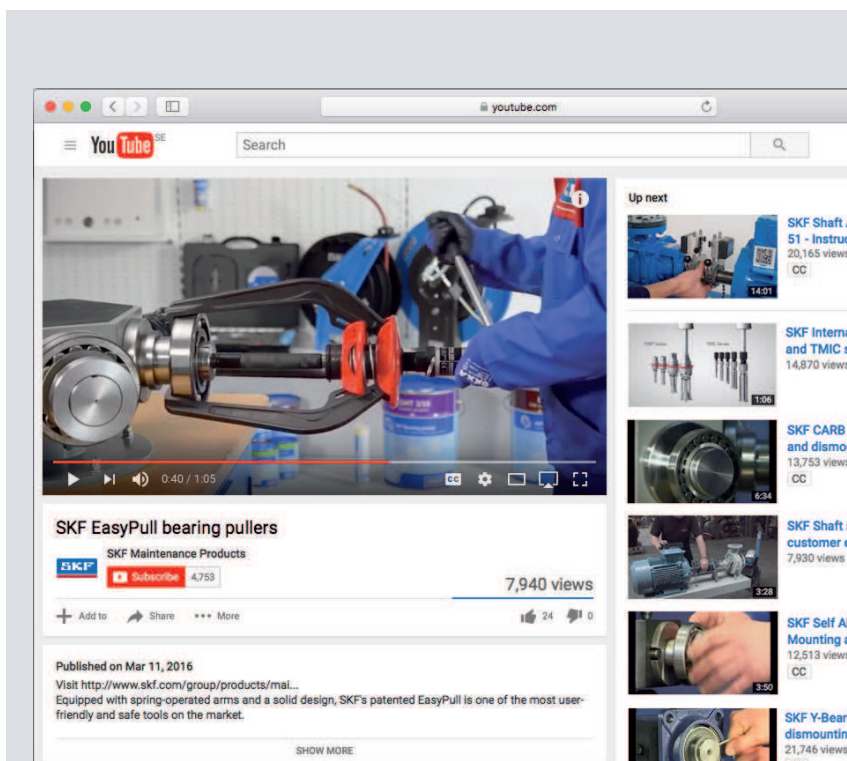 youtube.com
YouTube SE
Search
SKF EasyPull bearing pullers
0:40 / 1:05
CC
SKF
SKF Maintenance Products
Subscribe 4,753
7,940 views
Add to Share More
24 0
Published on Mar 11, 2016
Visit http://www.skf.com/group/products/mai...
Equipped with spring-operated arms and a solid design, SKF's patented EasyPull is one of the most user-
friendly and safe tools on the market.
SHOW MORE
Up next
SKF Shaft
51 - Instruc
20,165 views
CC
14:01
SKF Interna
and TMIC s
14,870 views
1:06
SKF CARB
and dismo
13,753 views
CC
6:34
SKF Shaft
customer
7,930 views
3:28
SKF Self Al
Mounting a
12,513 views
CC
3:50
SKF Y-Bear
dismountin
21,746 views